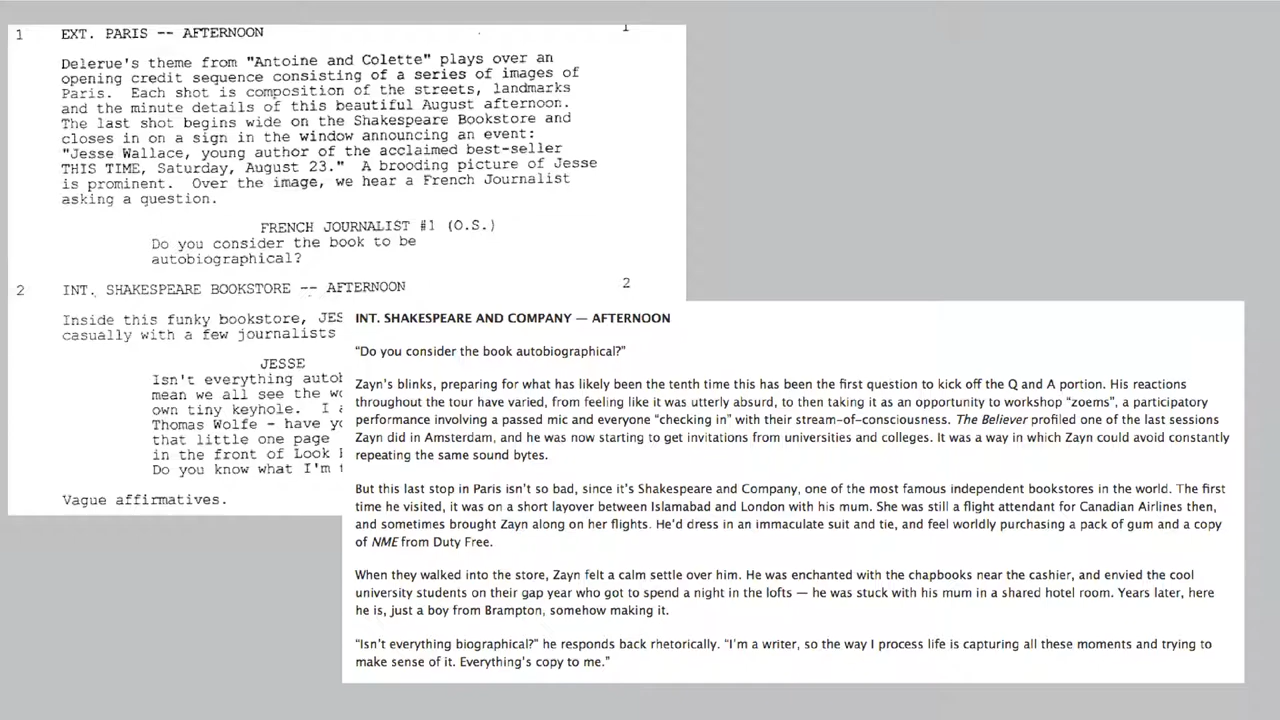 1 EXT. PARIS -- AFTERNOON 1
Delerue's theme from "Antoine and Colette" plays over an
opening credit sequence consisting of a series of images of
Paris. Each shot is composition of the streets, landmarks
and the minute details of this beautiful August afternoon.
The last shot begins wide on the Shakespeare Bookstore and
closes in on a sign in the window announcing an event:
"Jesse Wallace, young author of the acclaimed best-seller
THIS TIME, Saturday, August 23." A brooding picture of Jesse
is prominent. Over the image, we hear a French Journalist
asking a question.
FRENCH JOURNALIST #1 (O.S.)
Do you consider the book to be
autobiographical?
2 INT. SHAKESPEARE BOOKSTORE -- AFTERNOON 2
Inside this funky bookstore, JES
casually with a few journalists
JESSE
Isn't everything autob
mean we all see the wo
own tiny keyhole. I a
Thomas Wolfe - have yo
that little one page
in the front of Look H
Do you know what I'm t
Vague affirmatives.
INT. SHAKESPEARE AND COMPANY — AFTERNOON
“Do you consider the book autobiographical?”
Zayn’s blinks, preparing for what has likely been the tenth time this has been the first question to kick off the Q and A portion. His reactions
throughout the tour have varied, from feeling like it was utterly absurd, to then taking it as an opportunity to workshop “zoems”, a participatory
performance involving a passed mic and everyone “checking in” with their stream-of-consciousness. The Believer profiled one of the last sessions
Zayn did in Amsterdam, and he was now starting to get invitations from universities and colleges. It was a way in which Zayn could avoid constantly
repeating the same sound bytes.
But this last stop in Paris isn’t so bad, since it’s Shakespeare and Company, one of the most famous independent bookstores in the world. The first
time he visited, it was on a short layover between Islamabad and London with his mum. She was still a flight attendant for Canadian Airlines then,
and sometimes brought Zayn along on her flights. He’d dress in an immaculate suit and tie, and feel worldly purchasing a pack of gum and a copy
of NME from Duty Free.
When they walked into the store, Zayn felt a calm settle over him. He was enchanted with the chapbooks near the cashier, and envied the cool
university students on their gap year who got to spend a night in the lofts — he was stuck with his mum in a shared hotel room. Years later, here
he is, just a boy from Brampton, somehow making it.
“Isn’t everything biographical?” he responds back rhetorically. “I’m a writer, so the way I process life is capturing all these moments and trying to
make sense of it. Everything’s copy to me.”